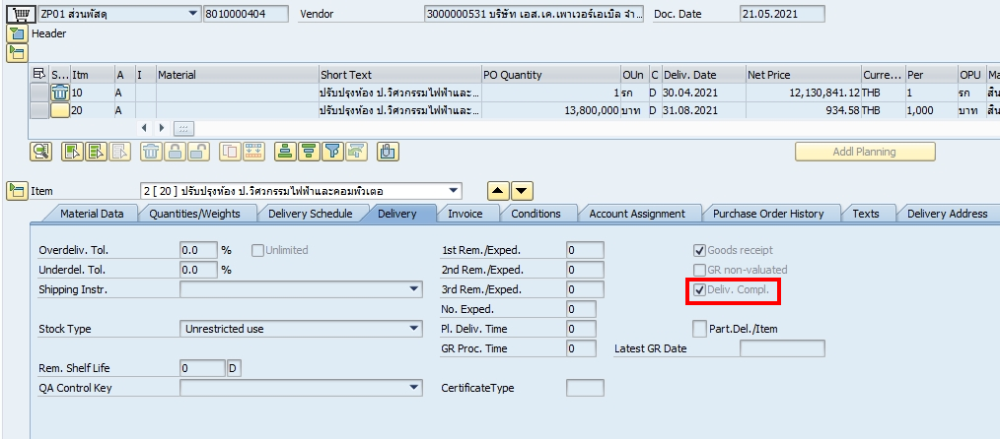 ZP01 ส่วนพัสดุ 8010000404 Vendor 3000000531 บริษัท เอส.เค.เพาเวอร์เอเบิล จำ... Doc. Date 21.05.2021
Header
S... Itm A I Material Short Text PO Quantity OUn C Deliv. Date Net Price Curre... Per OPU Ma
10 A ปรับปรุงห้อง ป.วิศวกรรมไฟฟ้าและ... 1 รก D 30.04.2021 12,130,841.12 THB 1 รก สิน
20 A ปรับปรุงห้อง ป.วิศวกรรมไฟฟ้าและ... 13,800,000 บาท D 31.08.2021 934.58 THB 1,000 บาท สิน
Addl Planning
Item 2 [ 20 ] ปรับปรุงห้อง ป.วิศวกรรมไฟฟ้าและคอมพิวเตอ
Material Data Quantities/Weights Delivery Schedule Delivery Invoice Conditions Account Assignment Purchase Order History Texts Delivery Address
Overdeliv. Tol. 0.0 % Unlimited 1st Rem./Exped. 0 Goods receipt
Underdel. Tol. 0.0 % 2nd Rem./Exped. 0 GR non-valuated
Shipping Instr. 3rd Rem./Exped. 0 Deliv. Compl.
No. Exped. 0
Stock Type Unrestricted use Pl. Deliv. Time 0 Part.Del./Item
GR Proc. Time 0 Latest GR Date
Rem. Shelf Life 0 D
QA Control Key CertificateType